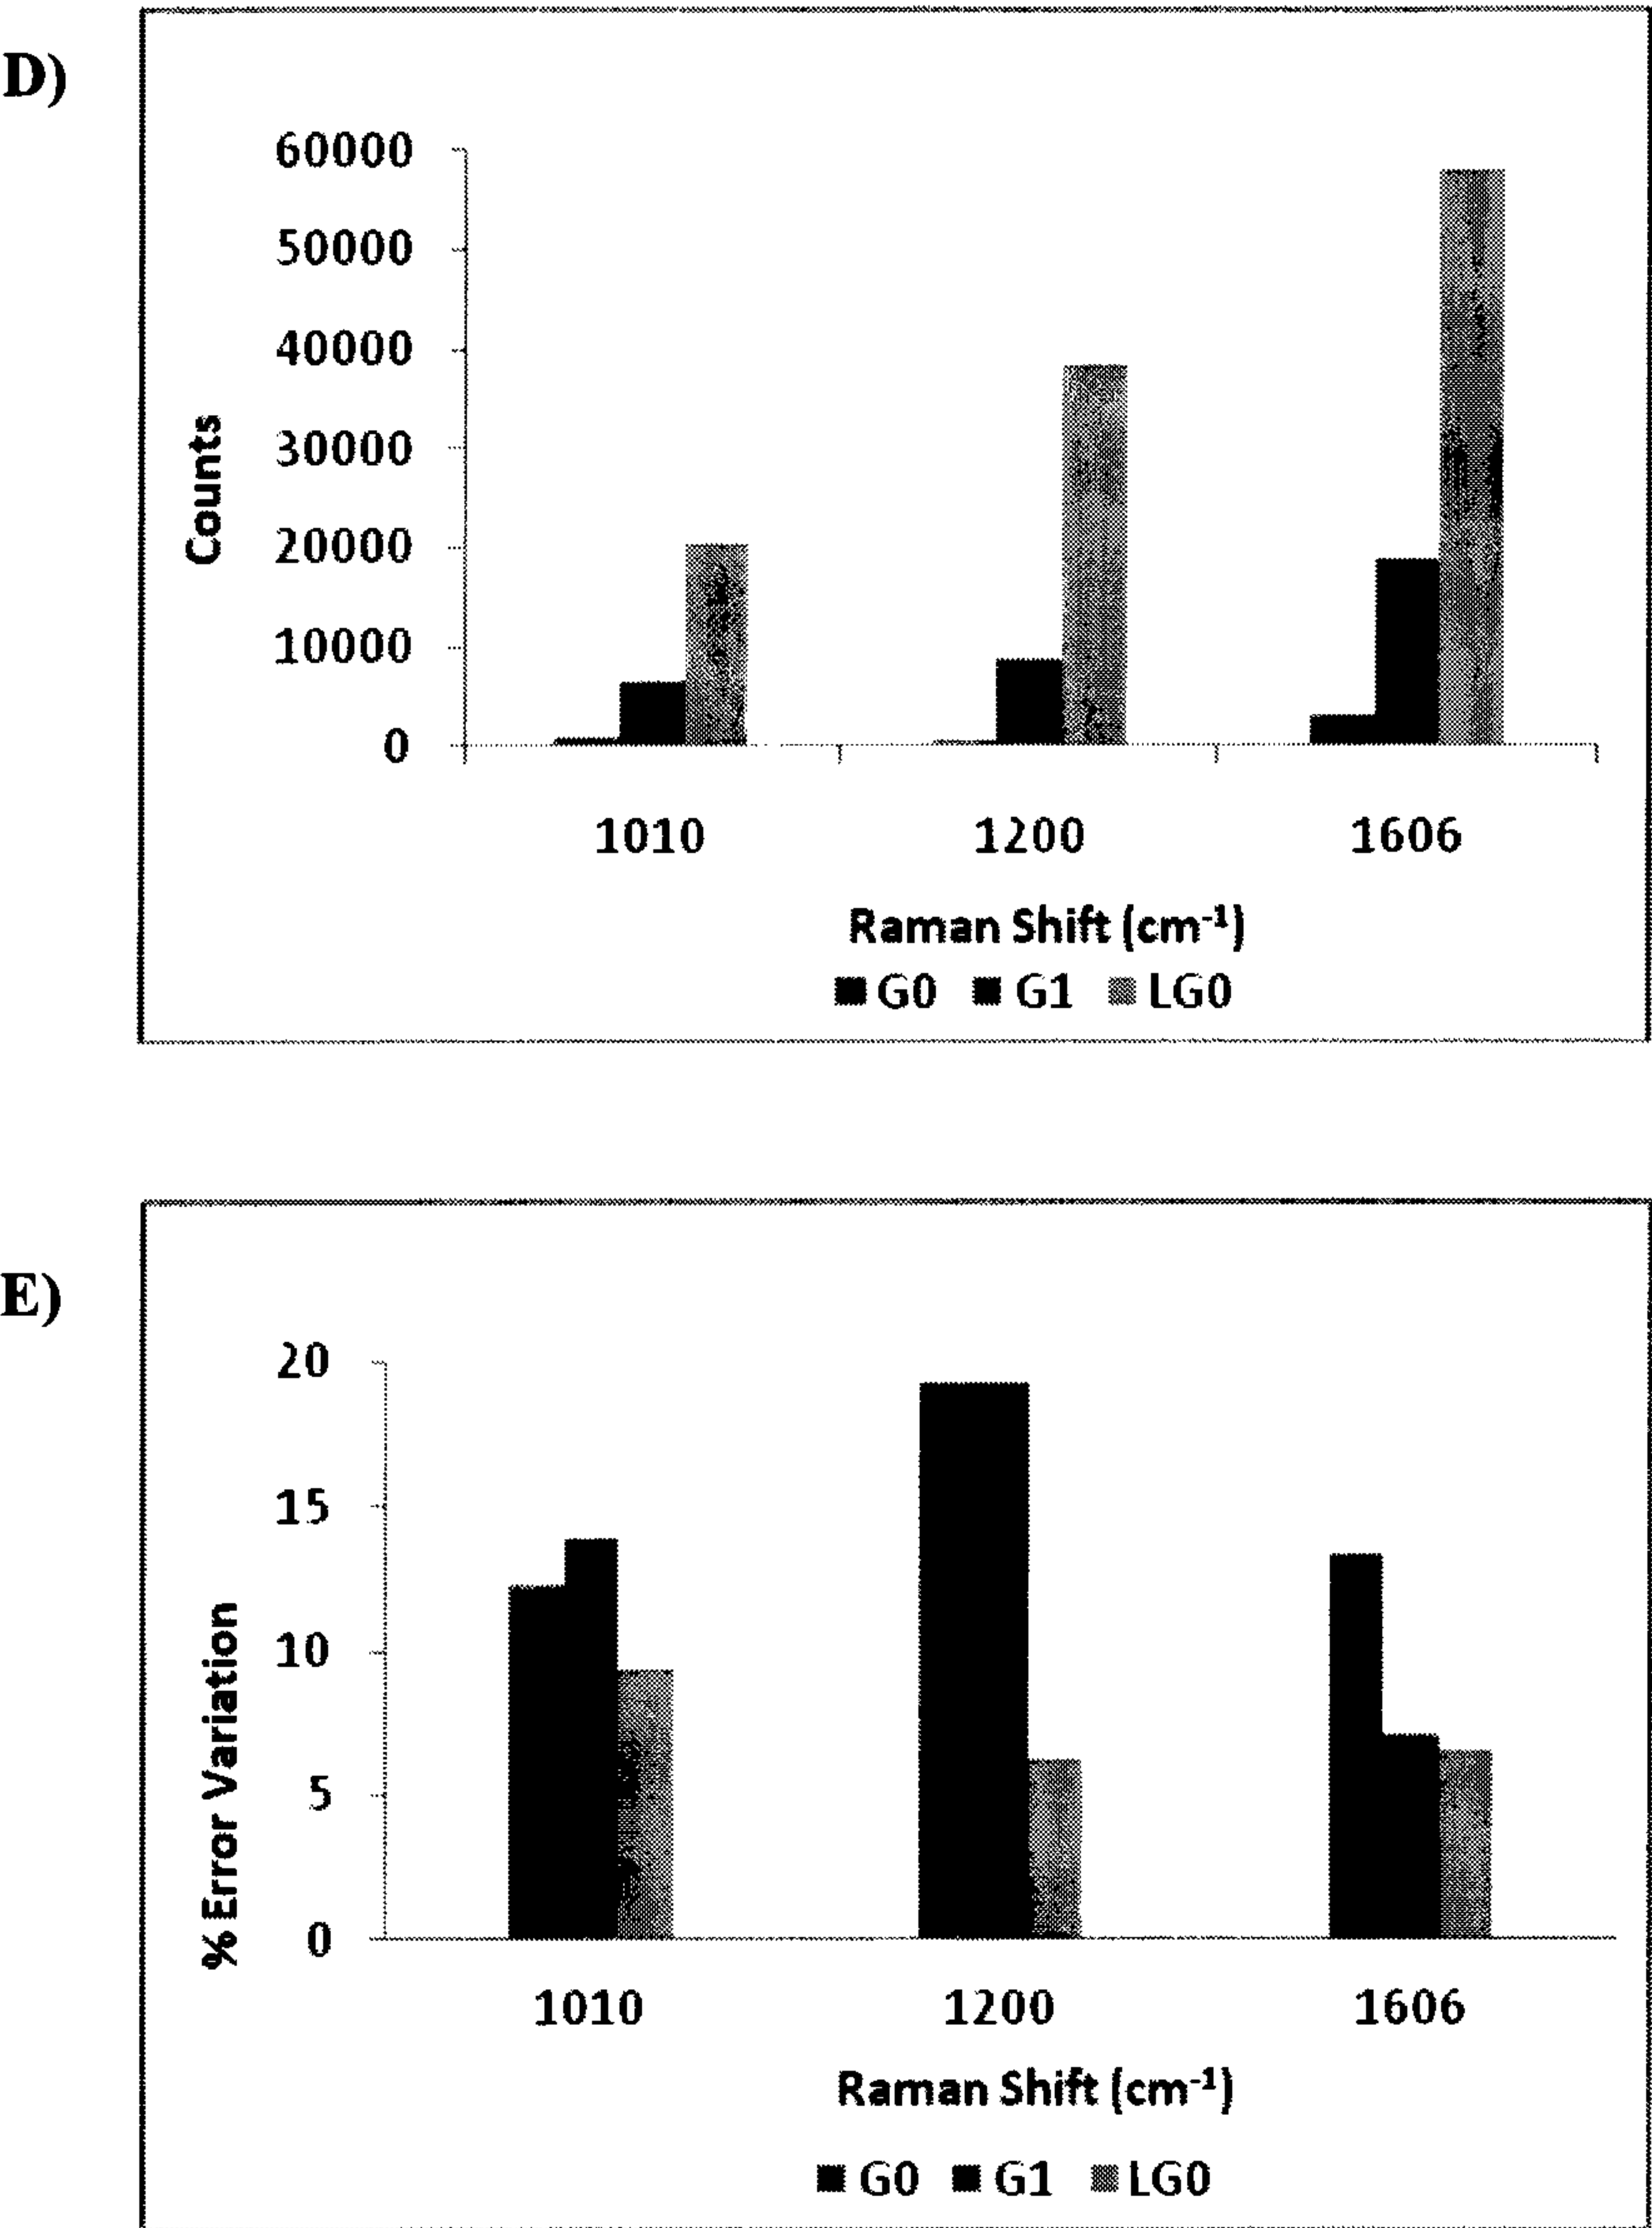 D)
60000
50000
40000
30000
20000
10000
0
Counts
1010 1200 1606
Raman Shift (cm⁻¹)
G0 G1 LG0
E)
20
15
10
5
0
% Error Variation
1010 1200 1606
Raman Shift (cm⁻¹)
G0 G1 LG0